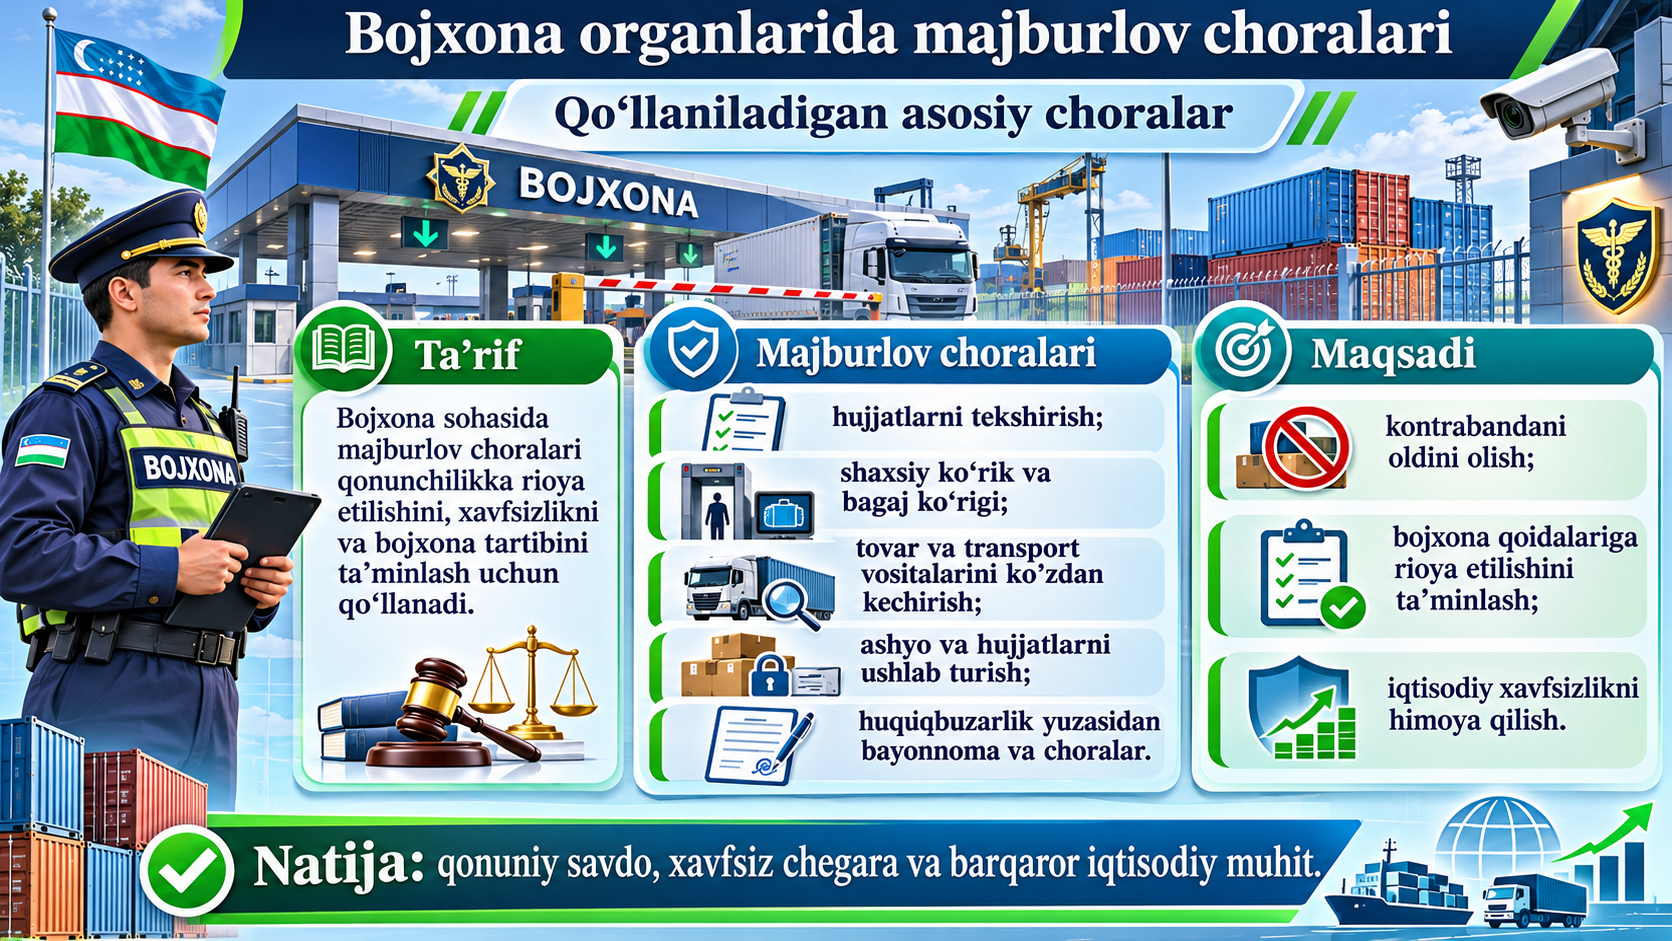 Bojxona organlarida majburlov choralari
Qo‘llaniladigan asosiy choralar
BOJXONA
BOJXONA
Ta’rif
Bojxona sohasida
majburlov choralari
qonunchilikka rioya
etilishini, xavfsizlikni
va bojxona tartibini
ta’minlash uchun
qo‘llanadi.
Majburlov choralari
hujjatlarni tekshirish;
shaxsiy ko‘rik va
bagaj ko‘rigi;
tovar va transport
vositalarini ko’zdan
kechirish;
ashyo va hujjatlarni
ushlab turish;
huquiqbuzarlik yuzasidan
bayonnoma va choralar.
Maqsadi
kontrabandani
oldini olish;
bojxona qoidalariga
rioya etilishini
ta’minlash;
iqtisodiy xavfsizlikni
himoya qilish.
Natija: qonuniy savdo, xavfsiz chegara va barqaror iqtisodiy muhit.